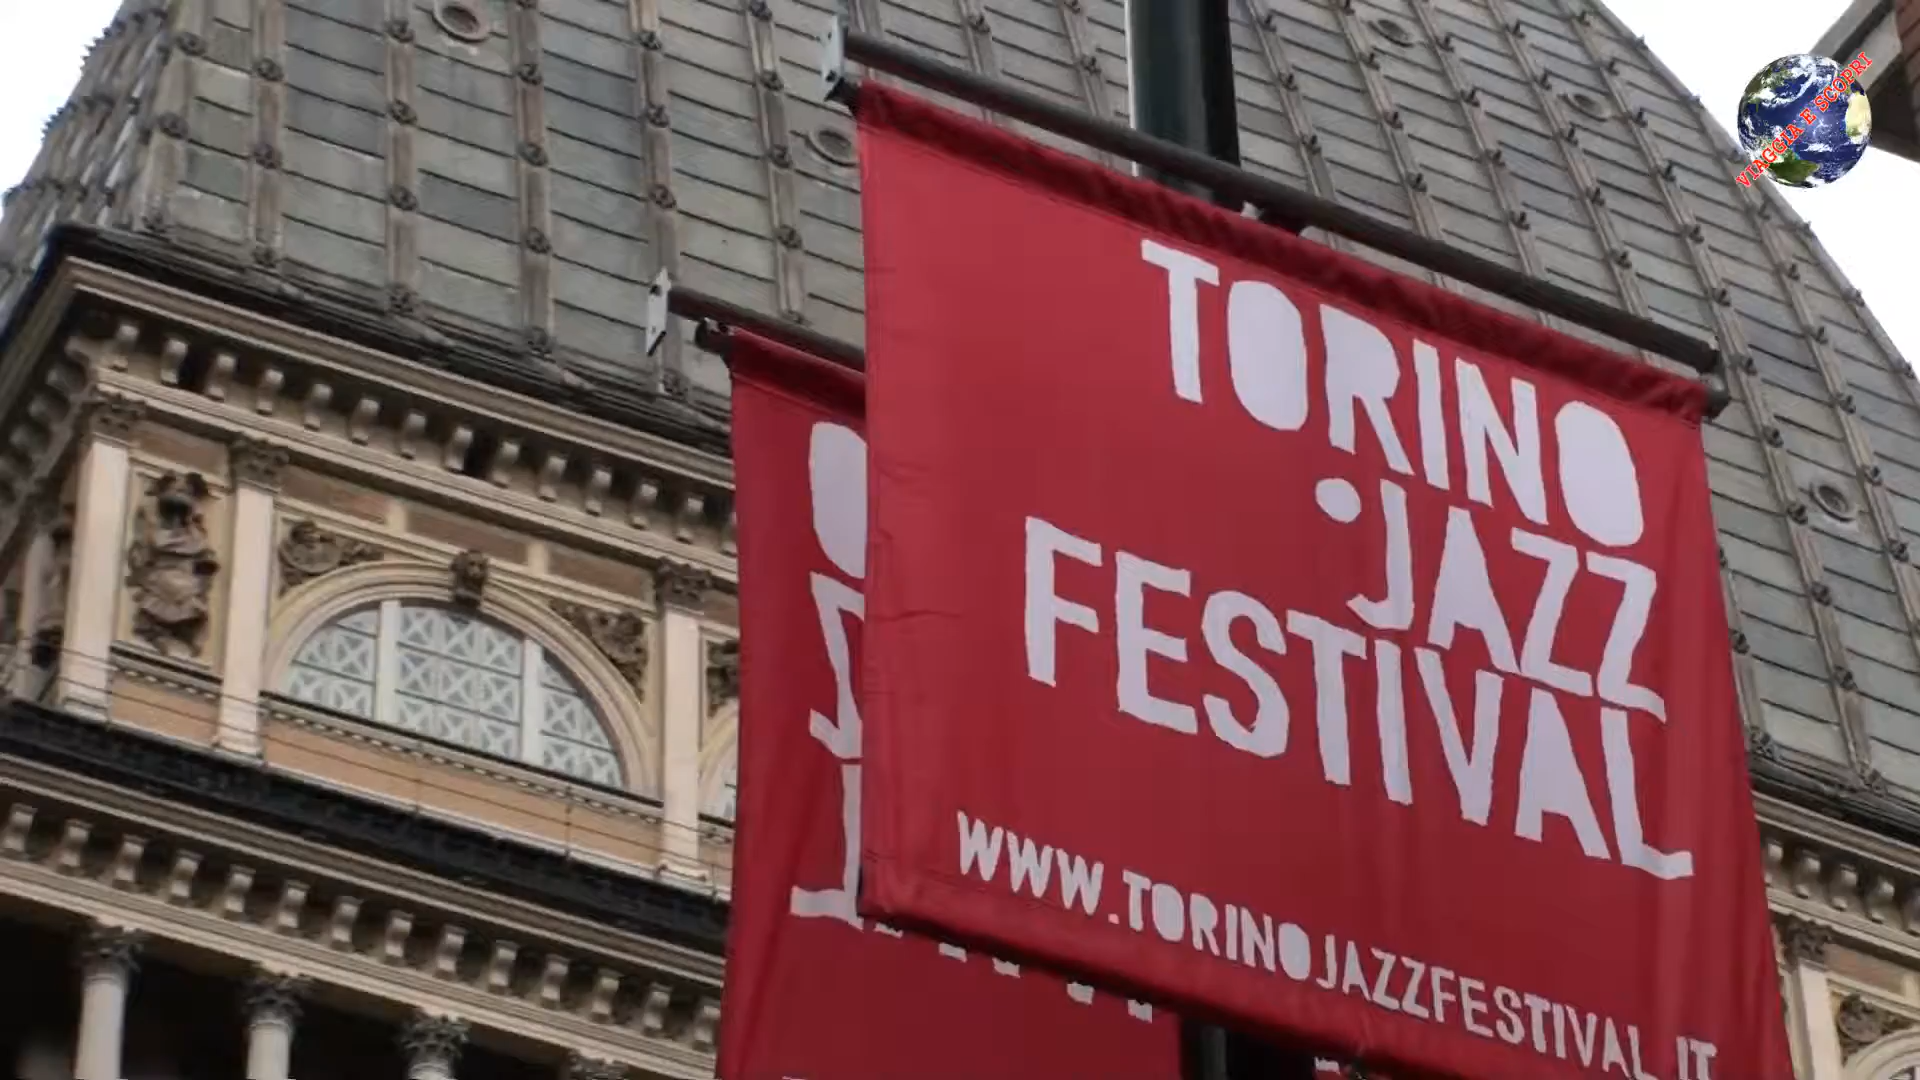 VIAGGIA E SCOPRI
TORINO
JAZZ
FESTIVAL
WWW.TORINOJAZZFESTIVAL.IT